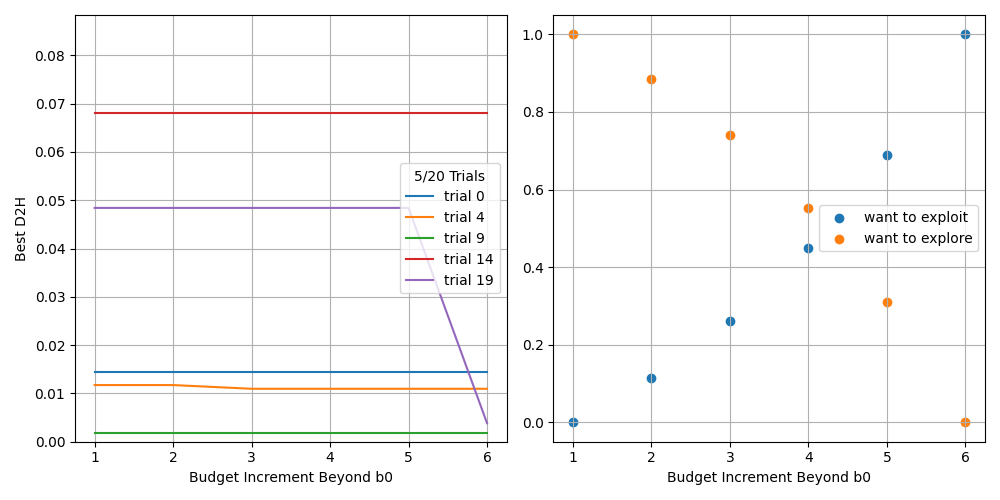 0.08
0.07
0.06
0.05
0.04
0.03
0.02
0.01
0.00
Best D2H
1 2 3 4 5 6
Budget Increment Beyond b0
5/20 Trials
trial 0
trial 4
trial 9
trial 14
trial 19
1.0
0.8
0.6
0.4
0.2
0.0
1 2 3 4 5 6
Budget Increment Beyond b0
want to exploit
want to explore